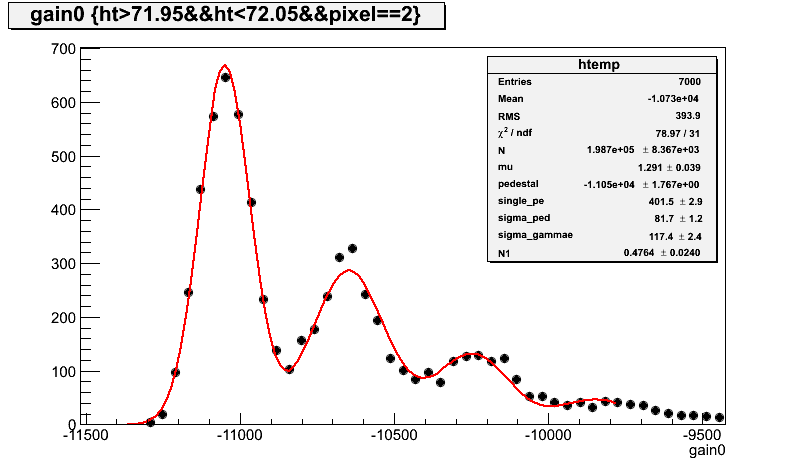 gain0 {ht>71.95&&ht<72.05&&pixel==2}
htemp
Entries 7000
Mean -1.073e+04
RMS 393.9
χ² / ndf 78.97 / 31
N 1.987e+05 ± 8.367e+03
mu 1.291 ± 0.039
pedestal -1.105e+04 ± 1.767e+00
single_pe 401.5 ± 2.9
sigma_ped 81.7 ± 1.2
sigma_gammae 117.4 ± 2.4
N1 0.4764 ± 0.0240
700
600
500
400
300
200
100
0
-11500 -11000 -10500 -10000 -9500
gain0